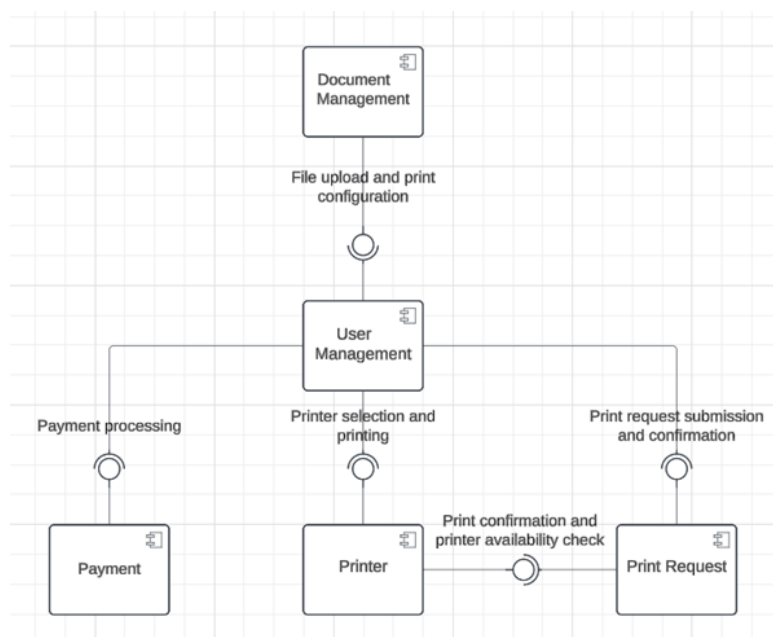 Document
Management
File upload and print
configuration
User
Management
Payment processing
Printer selection and
printing
Print request submission
and confirmation
Print confirmation and
printer availability check
Payment
Printer
Print Request